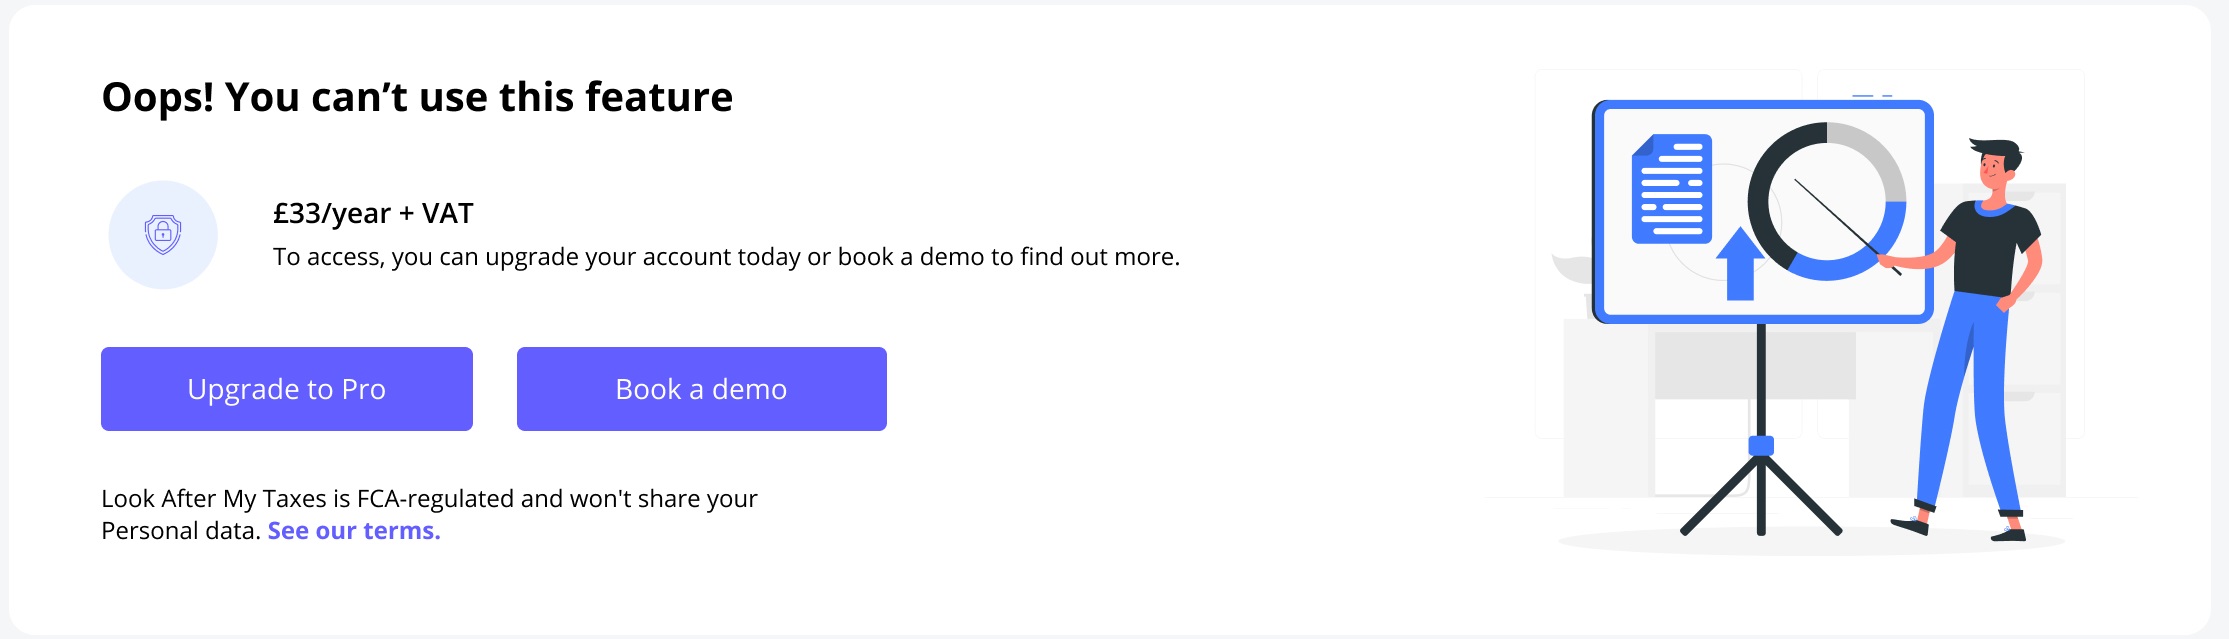 Oops! You can’t use this feature
£33/year + VAT
To access, you can upgrade your account today or book a demo to find out more.
Upgrade to Pro
Book a demo
Look After My Taxes is FCA-regulated and won't share your
Personal data. See our terms.